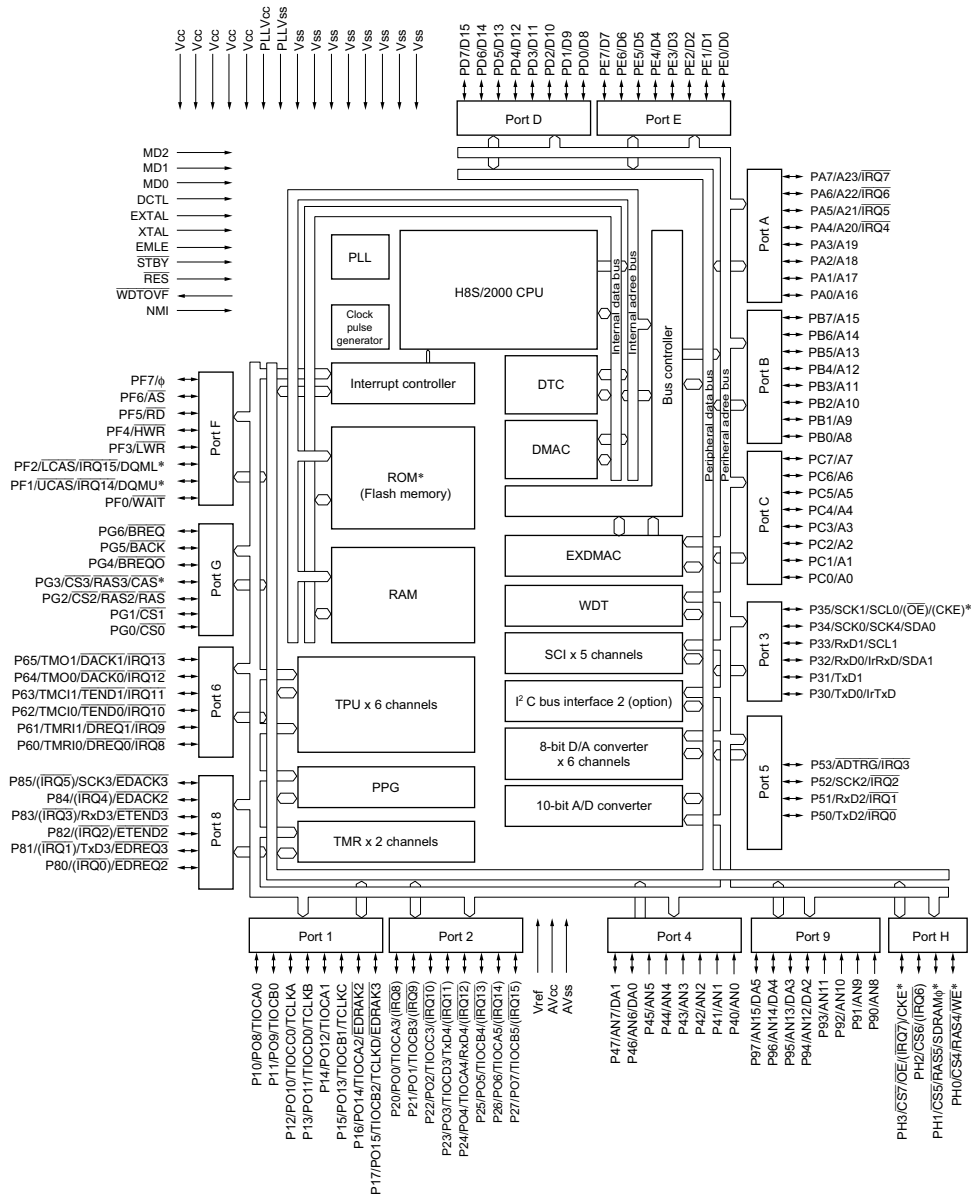 Vcc
Vcc
Vcc
Vcc
Vcc
PLLVcc
PLLVss
Vss
Vss
Vss
Vss
Vss
Vss
Vss
Vss
PD7/D15
PD6/D14
PD5/D13
PD4/D12
PD3/D11
PD2/D10
PD1/D9
PD0/D8
PE7/D7
PE6/D6
PE5/D5
PE4/D4
PE3/D3
PE2/D2
PE1/D1
PE0/D0
Port D
Port E
MD2
MD1
MD0
DCTL
EXTAL
XTAL
EMLE
STBY
RES
WDTOVF
NMI
PLL
H8S/2000 CPU
Clock
pulse
generator
Internal data bus
Internal adree bus
Bus controller
Peripheral data bus
Periheral adree bus
Interrupt controller
DTC
DMAC
ROM*
(Flash memory)
RAM
EXDMAC
WDT
SCI x 5 channels
TPU x 6 channels
I2 C bus interface 2 (option)
8-bit D/A converter
x 6 channels
PPG
10-bit A/D converter
TMR x 2 channels
Port A
PA7/A23/IRQ7
PA6/A22/IRQ6
PA5/A21/IRQ5
PA4/A20/IRQ4
PA3/A19
PA2/A18
PA1/A17
PA0/A16
Port B
PB7/A15
PB6/A14
PB5/A13
PB4/A12
PB3/A11
PB2/A10
PB1/A9
PB0/A8
Port C
PC7/A7
PC6/A6
PC5/A5
PC4/A4
PC3/A3
PC2/A2
PC1/A1
PC0/A0
Port 3
P35/SCK1/SCL0/(OE)/(CKE)*
P34/SCK0/SCK4/SDA0
P33/RxD1/SCL1
P32/RxD0/IrRxD/SDA1
P31/TxD1
P30/TxD0/IrTxD
Port 5
P53/ADTRG/IRQ3
P52/SCK2/IRQ2
P51/RxD2/IRQ1
P50/TxD2/IRQ0
PF7/ϕ
PF6/AS
PF5/RD
PF4/HWR
PF3/LWR
PF2/LCAS/IRQ15/DQML*
PF1/UCAS/IRQ14/DQMU*
PF0/WAIT
Port F
PG6/BREQ
PG5/BACK
PG4/BREQO
PG3/CS3/RAS3/CAS*
PG2/CS2/RAS2/RAS
PG1/CS1
PG0/CS0
Port G
P65/TMO1/DACK1/IRQ13
P64/TMO0/DACK0/IRQ12
P63/TMCI1/TEND1/IRQ11
P62/TMCI0/TEND0/IRQ10
P61/TMRI1/DREQ1/IRQ9
P60/TMRI0/DREQ0/IRQ8
Port 6
P85/(IRQ5)/SCK3/EDACK3
P84/(IRQ4)/EDACK2
P83/(IRQ3)/RxD3/ETEND3
P82/(IRQ2)/ETEND2
P81/(IRQ1)/TxD3/EDREQ3
P80/(IRQ0)/EDREQ2
Port 8
Port 1
Port 2
Port 4
Port 9
Port H
P10/PO8/TIOCA0
P11/PO9/TIOCB0
P12/PO10/TIOCC0/TCLKA
P13/PO11/TIOCD0/TCLKB
P14/PO12/TIOCA1
P15/PO13/TIOCB1/TCLKC
P16/PO14/TIOCA2/EDRAK2
P17/PO15/TIOCB2/TCLKD/EDRAK3
P20/PO0/TIOCA3/(IRQ8)
P21/PO1/TIOCB3/(IRQ9)
P22/PO2/TIOCC3/(IRQ10)
P23/PO3/TIOCD3/TxD4/(IRQ11)
P24/PO4/TIOCA4/RxD4/(IRQ12)
P25/PO5/TIOCB4/(IRQ13)
P26/PO6/TIOCA5/(IRQ14)
P27/PO7/TIOCB5/(IRQ15)
Vref
AVcc
AVss
P47/AN7/DA1
P46/AN6/DA0
P45/AN5
P44/AN4
P43/AN3
P42/AN2
P41/AN1
P40/AN0
P97/AN15/DA5
P96/AN14/DA4
P95/AN13/DA3
P94/AN12/DA2
P93/AN11
P92/AN10
P91/AN9
P90/AN8
PH3/CS7/OE/(IRQ7)/CKE*
PH2/CS6/(IRQ6)
PH1/CS5/RAS5/SDRAMϕ*
PH0/CS4/RAS4/WE*